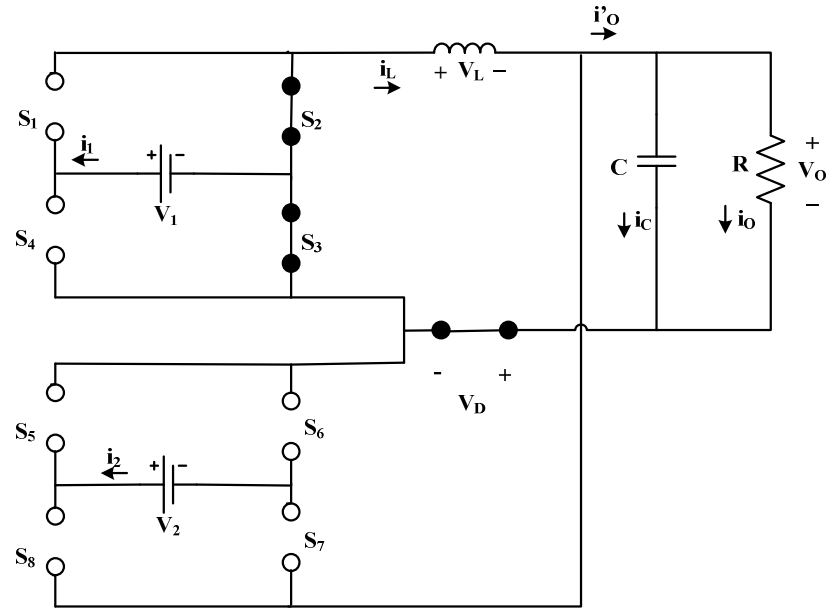 i'O
iL
+ VL −
S1
S2
i1
+ −
V1
C
R
+
VO
−
S4
S3
iC
iO
- +
VD
S5
S6
i2
+ −
V2
S8
S7